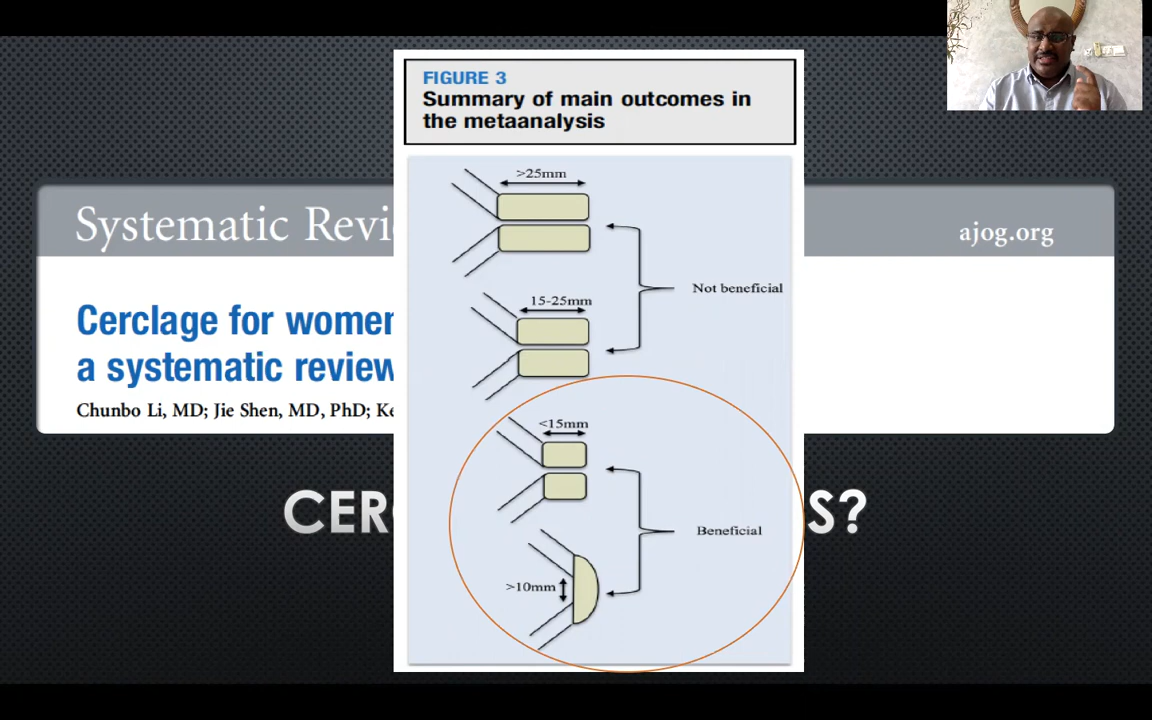 FIGURE 3
Summary of main outcomes in
the metaanalysis
>25mm
Not beneficial
15-25mm
<15mm
Beneficial
>10mm
Systematic Revi
ajog.org
Cerclage for women
a systematic review
Chunbo Li, MD; Jie Shen, MD, PhD; Ke
CER
S?